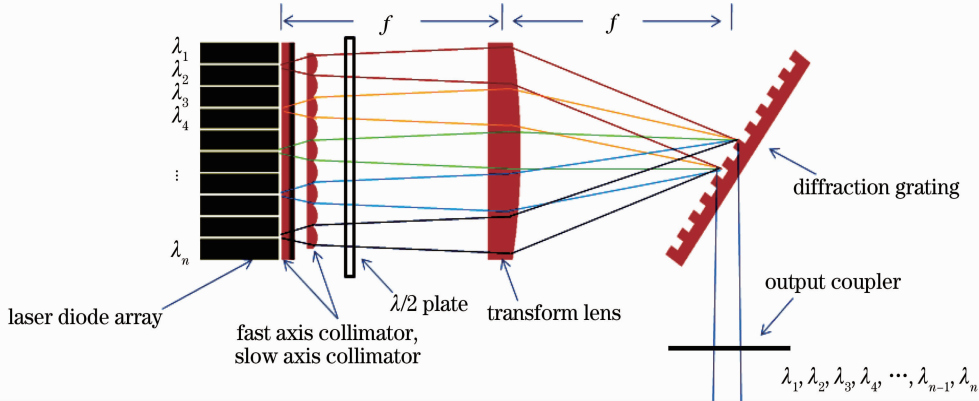 f
f
λ1
λ2
λ3
λ4
...
λn
laser diode array
fast axis collimator,
slow axis collimator
λ/2 plate
transform lens
diffraction grating
output coupler
λ1, λ2, λ3, λ4, ···, λn−1, λn